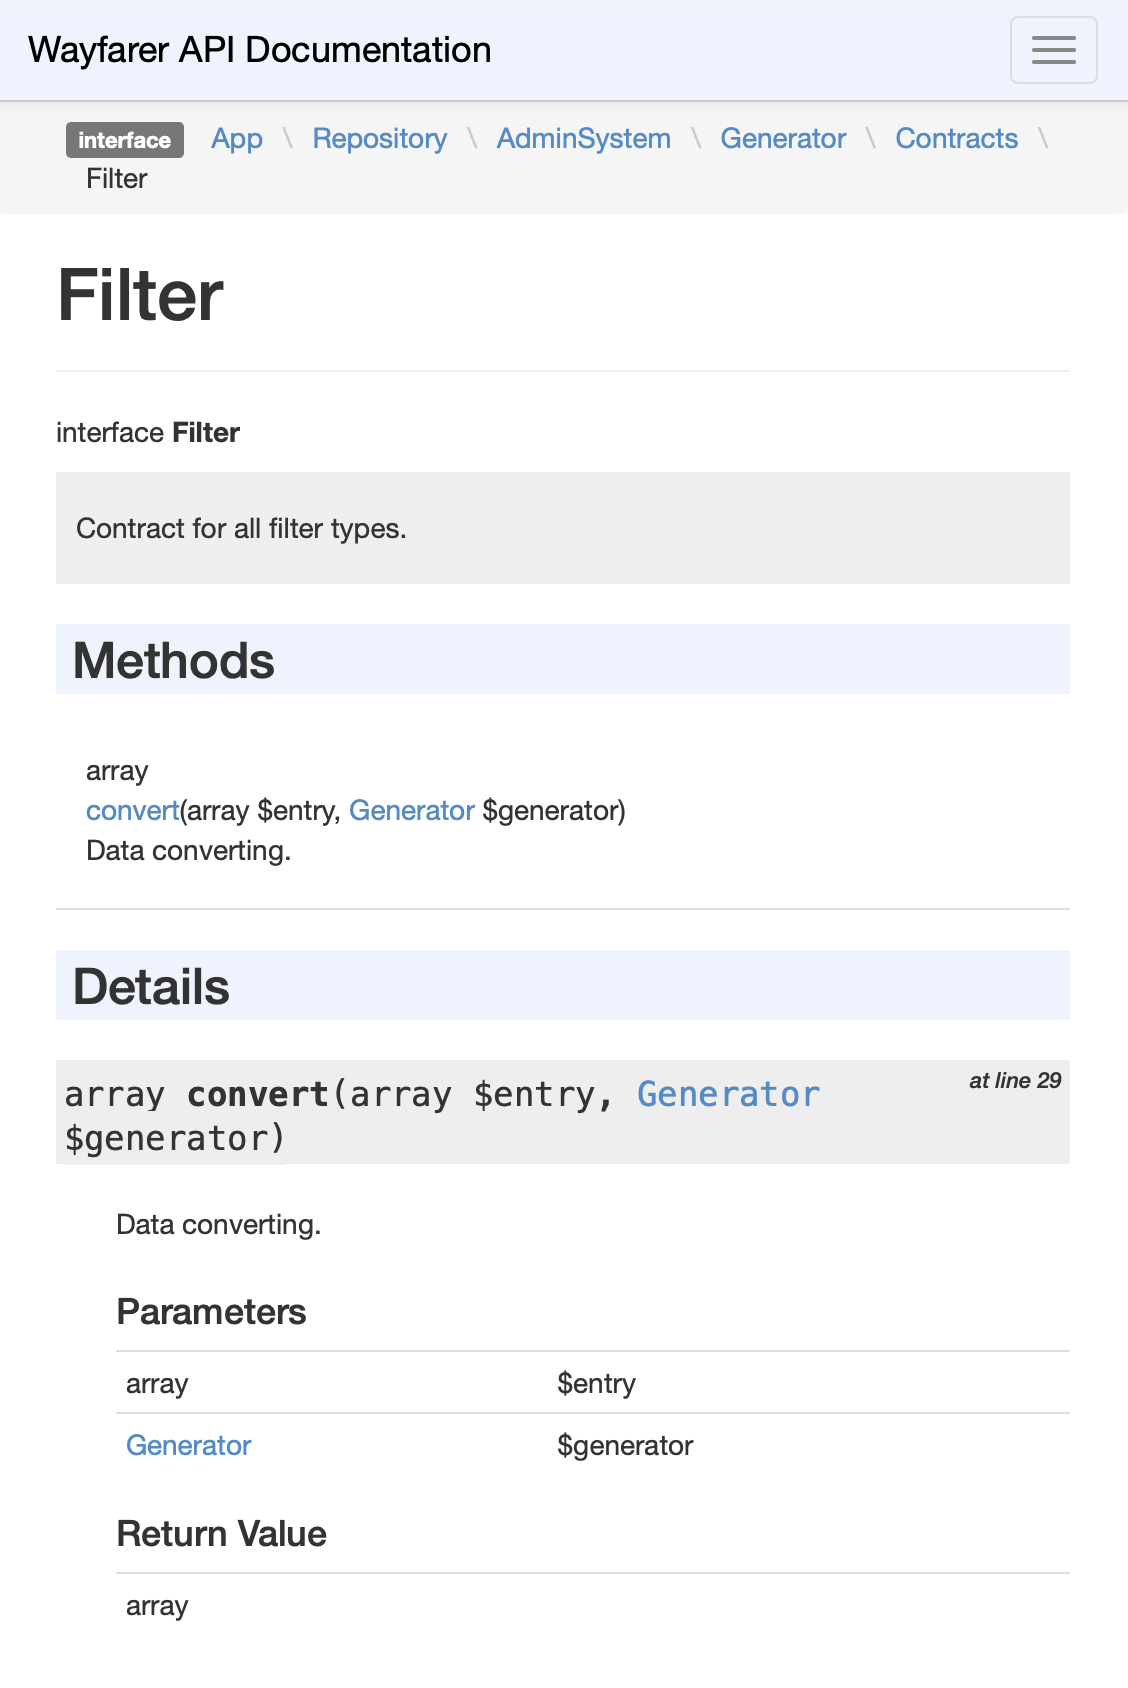 Wayfarer API Documentation
interface App \ Repository \ AdminSystem \ Generator \ Contracts \
Filter
Filter
interface Filter
Contract for all filter types.
Methods
array
convert(array $entry, Generator $generator)
Data converting.
Details
array convert(array $entry, Generator at line 29
$generator)
Data converting.
Parameters
array $entry
Generator $generator
Return Value
array